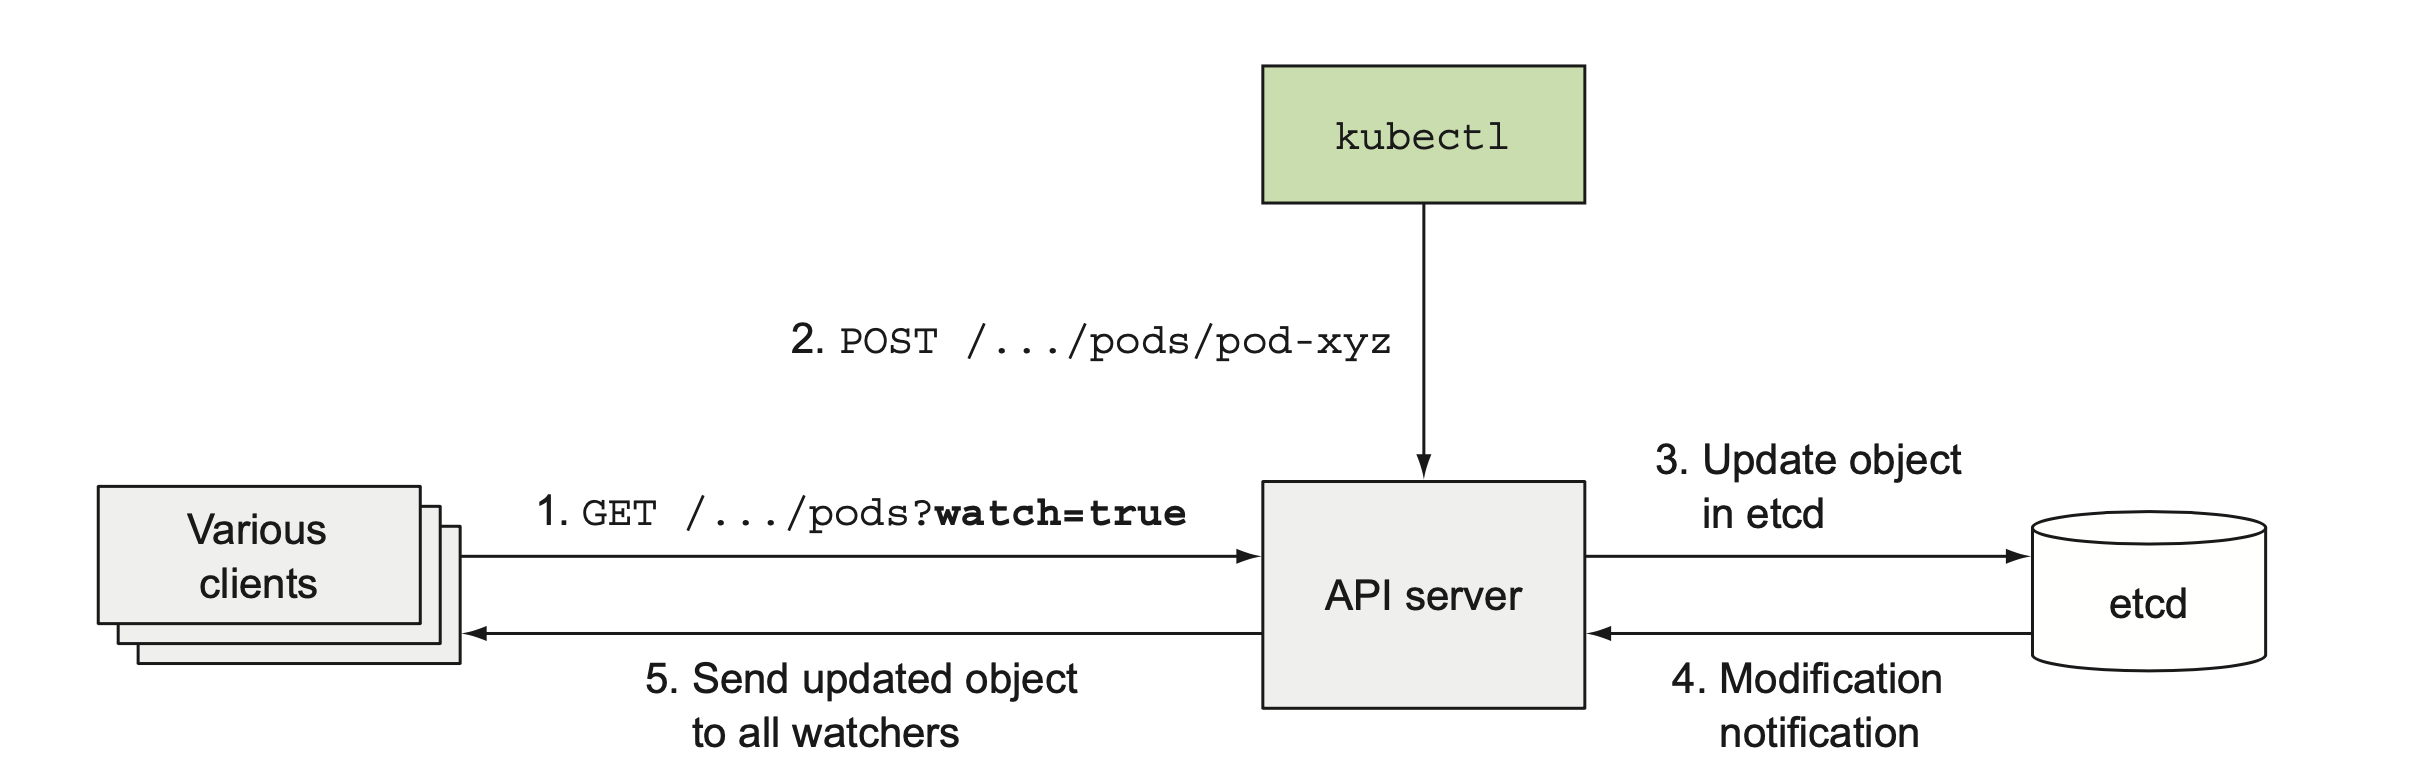 kubectl
2. POST /.../pods/pod-xyz
3. Update object
in etcd
1. GET /.../pods?watch=true
Various
clients
API server
etcd
5. Send updated object
to all watchers
4. Modification
notification